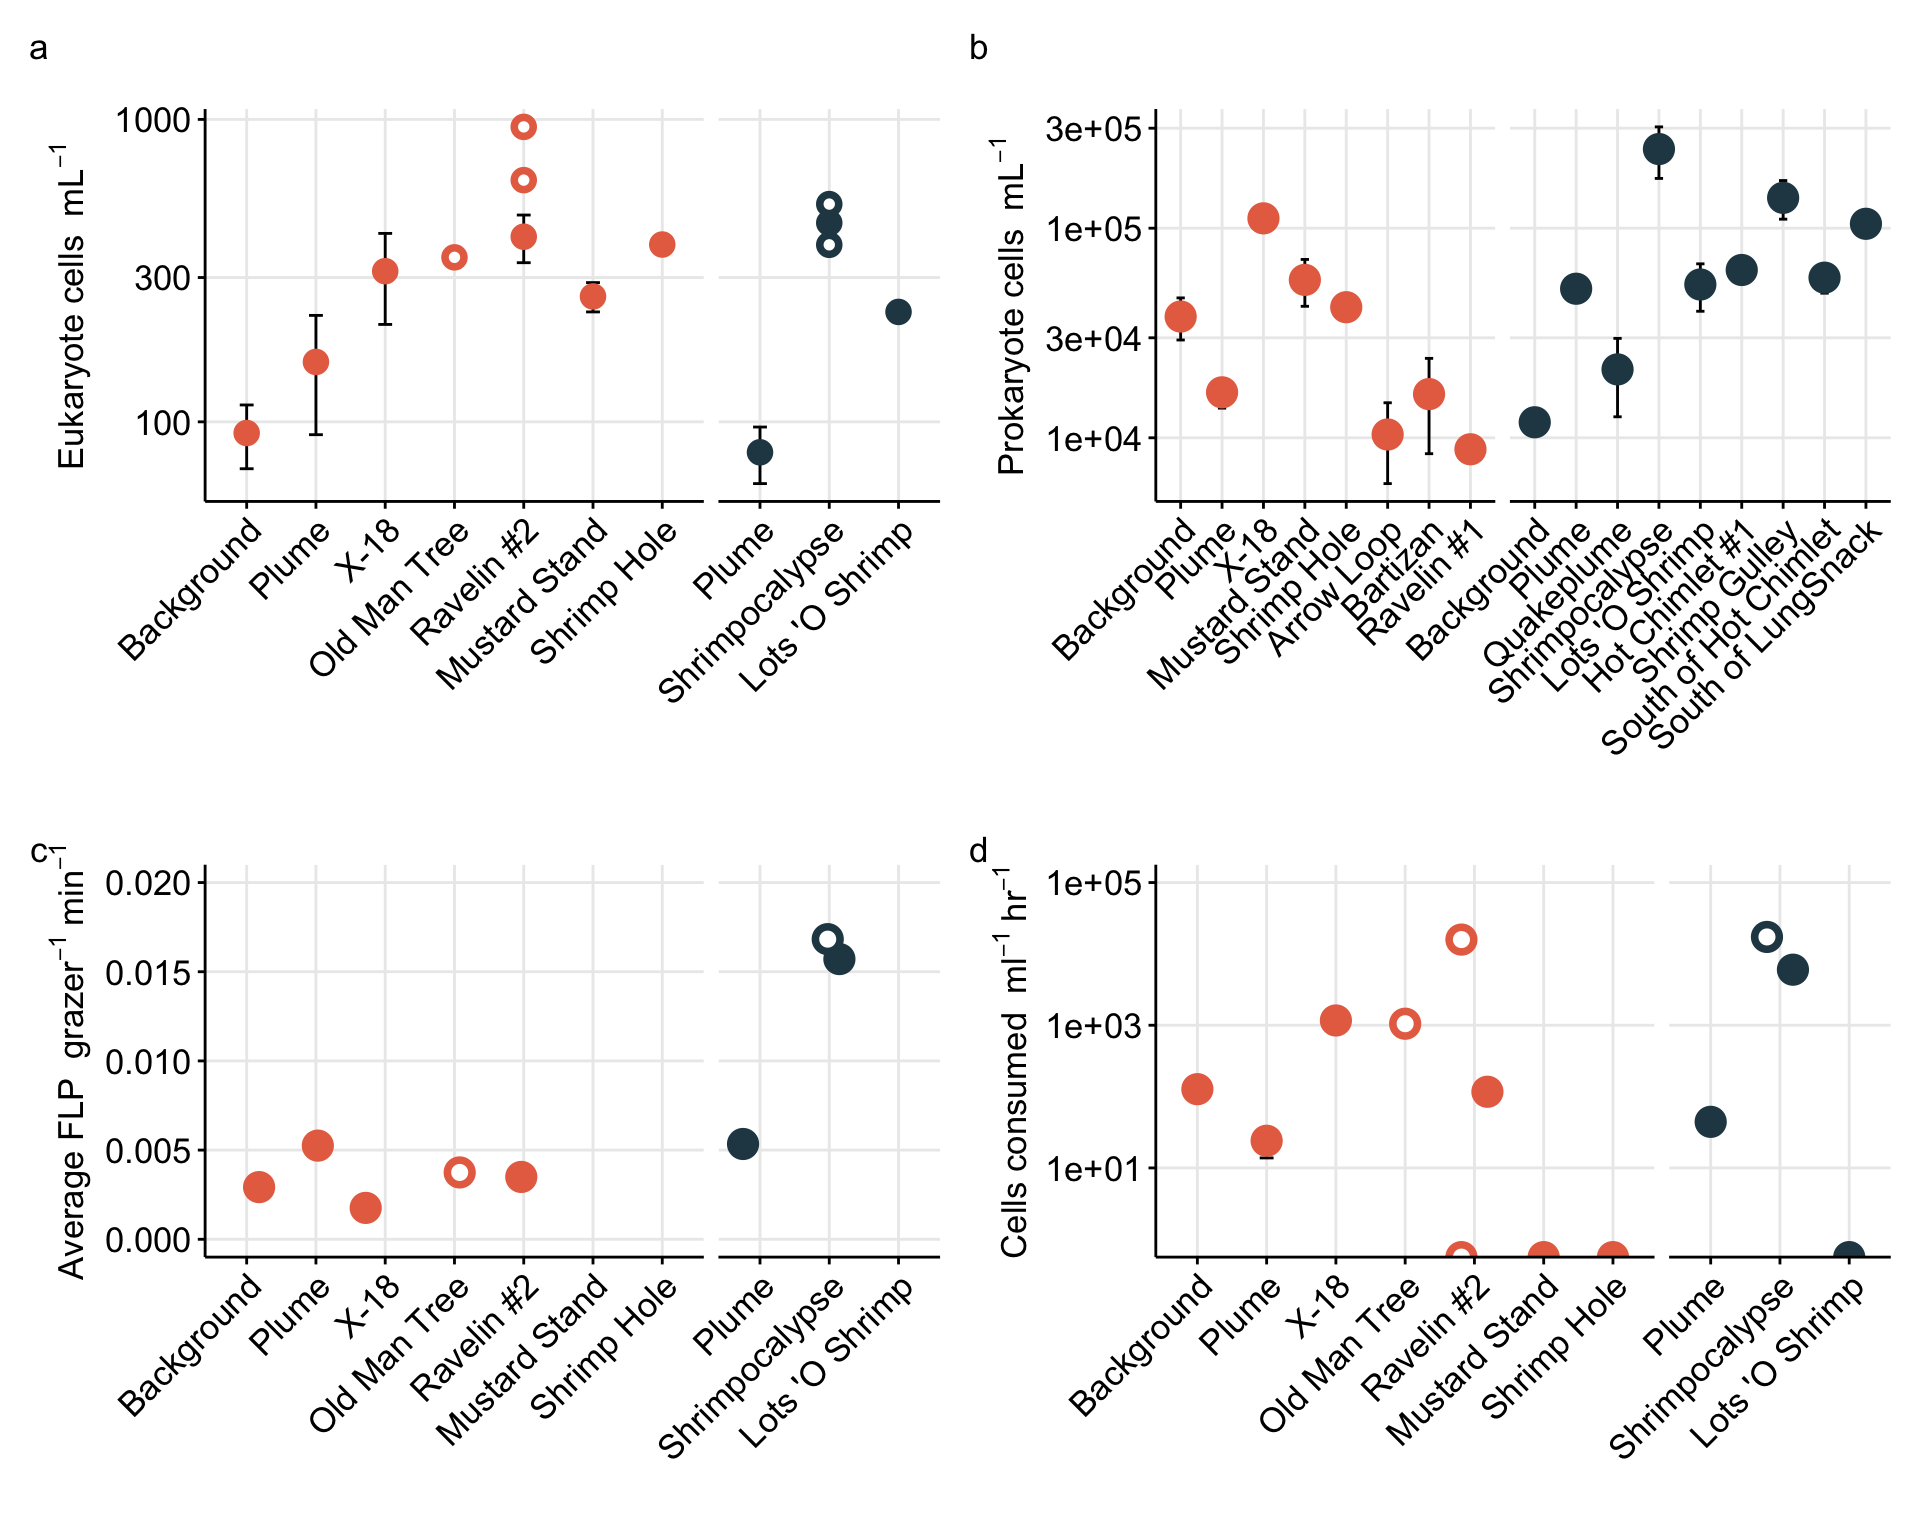 a
Eukaryote cells mL⁻¹
1000
300
100
Background
Plume
X-18
Old Man Tree
Ravelin #2
Mustard Stand
Shrimp Hole
Plume
Shrimpocalypse
Lots 'O Shrimp
b
Prokaryote cells mL⁻¹
3e+05
1e+05
3e+04
1e+04
Background
Plume
X-18
Mustard Stand
Shrimp Hole
Arrow Loop
Bartizan
Ravelin #1
Background
Plume
Quakeplume
Shrimpocalypse
Lots 'O Shrimp
Hot Chimlet #1
Shrimp Gulley
South of Hot Chimlet
South of LungSnack
c
Average FLP grazer⁻¹ min⁻¹
0.020
0.015
0.010
0.005
0.000
Background
Plume
X-18
Old Man Tree
Ravelin #2
Mustard Stand
Shrimp Hole
Plume
Shrimpocalypse
Lots 'O Shrimp
d
Cells consumed ml⁻¹ hr⁻¹
1e+05
1e+03
1e+01
Background
Plume
X-18
Old Man Tree
Ravelin #2
Mustard Stand
Shrimp Hole
Plume
Shrimpocalypse
Lots 'O Shrimp